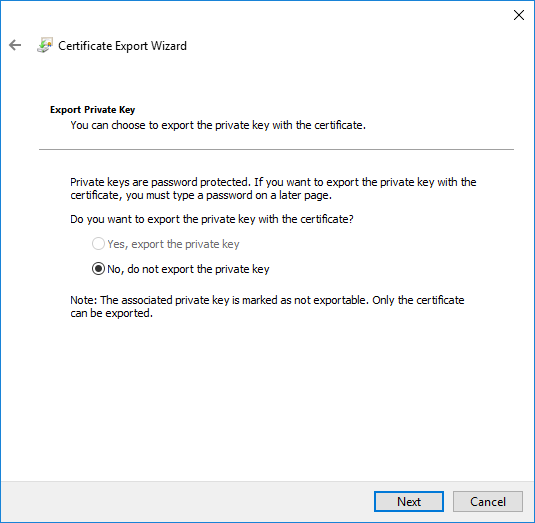 Certificate Export Wizard
Export Private Key
You can choose to export the private key with the certificate.
Private keys are password protected. If you want to export the private key with the
certificate, you must type a password on a later page.
Do you want to export the private key with the certificate?
Yes, export the private key
No, do not export the private key
Note: The associated private key is marked as not exportable. Only the certificate
can be exported.
Next
Cancel